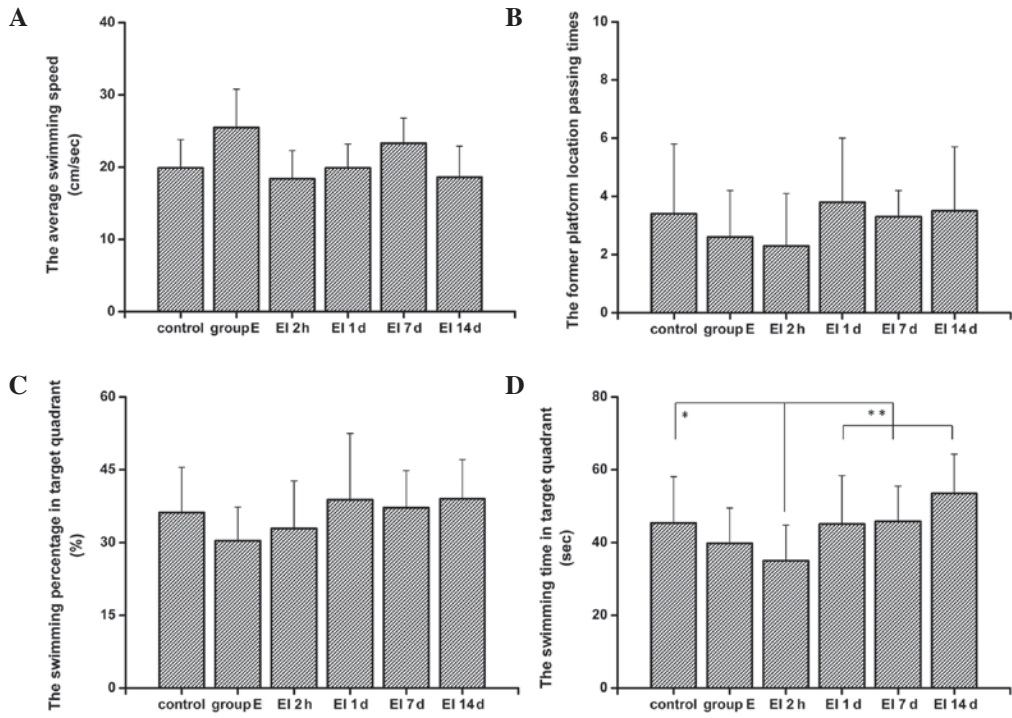 A
The average swimming speed
(cm/sec)
40
30
20
10
0
control group E EI 2 h EI 1 d EI 7 d EI 14 d
B
The former platform location passing times
10
8
6
4
2
0
control group E EI 2 h EI 1 d EI 7 d EI 14 d
C
The swimming percentage in target quadrant
(%)
60
45
30
15
0
control group E EI 2 h EI 1 d EI 7 d EI 14 d
D
The swimming time in target quadrant
(sec)
80
60
40
20
0
* **
control group E EI 2 h EI 1 d EI 7 d EI 14 d